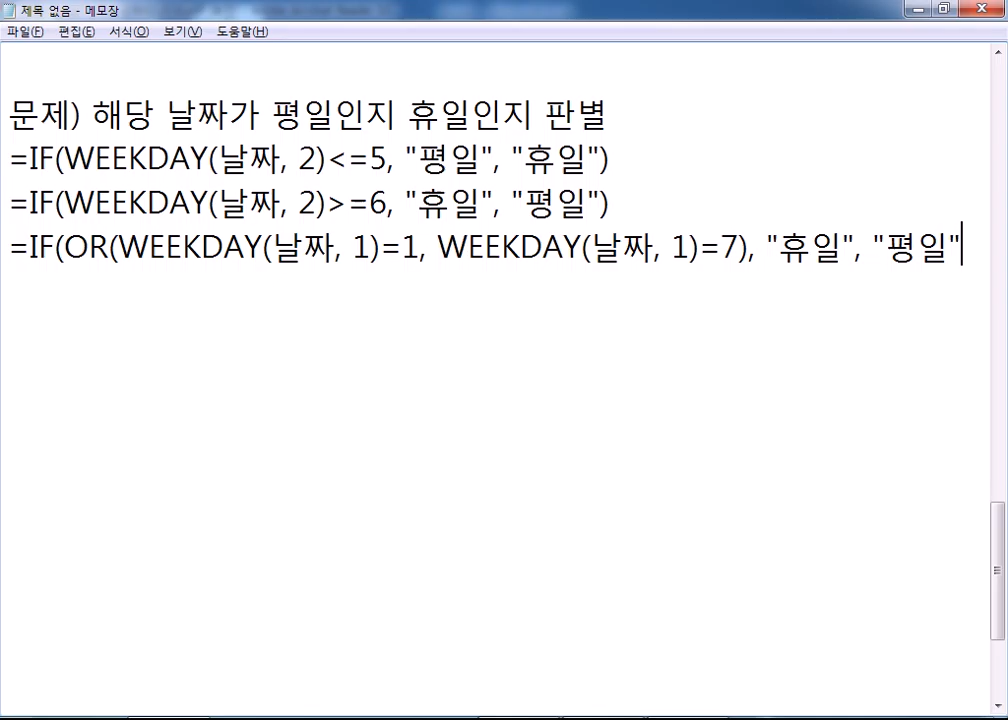 제목 없음 - 메모장
파일(F) 편집(E) 서식(O) 보기(V) 도움말(H)
문제) 해당 날짜가 평일인지 휴일인지 판별
=IF(WEEKDAY(날짜, 2)<=5, "평일", "휴일")
=IF(WEEKDAY(날짜, 2)>=6, "휴일", "평일")
=IF(OR(WEEKDAY(날짜, 1)=1, WEEKDAY(날짜, 1)=7), "휴일", "평일"